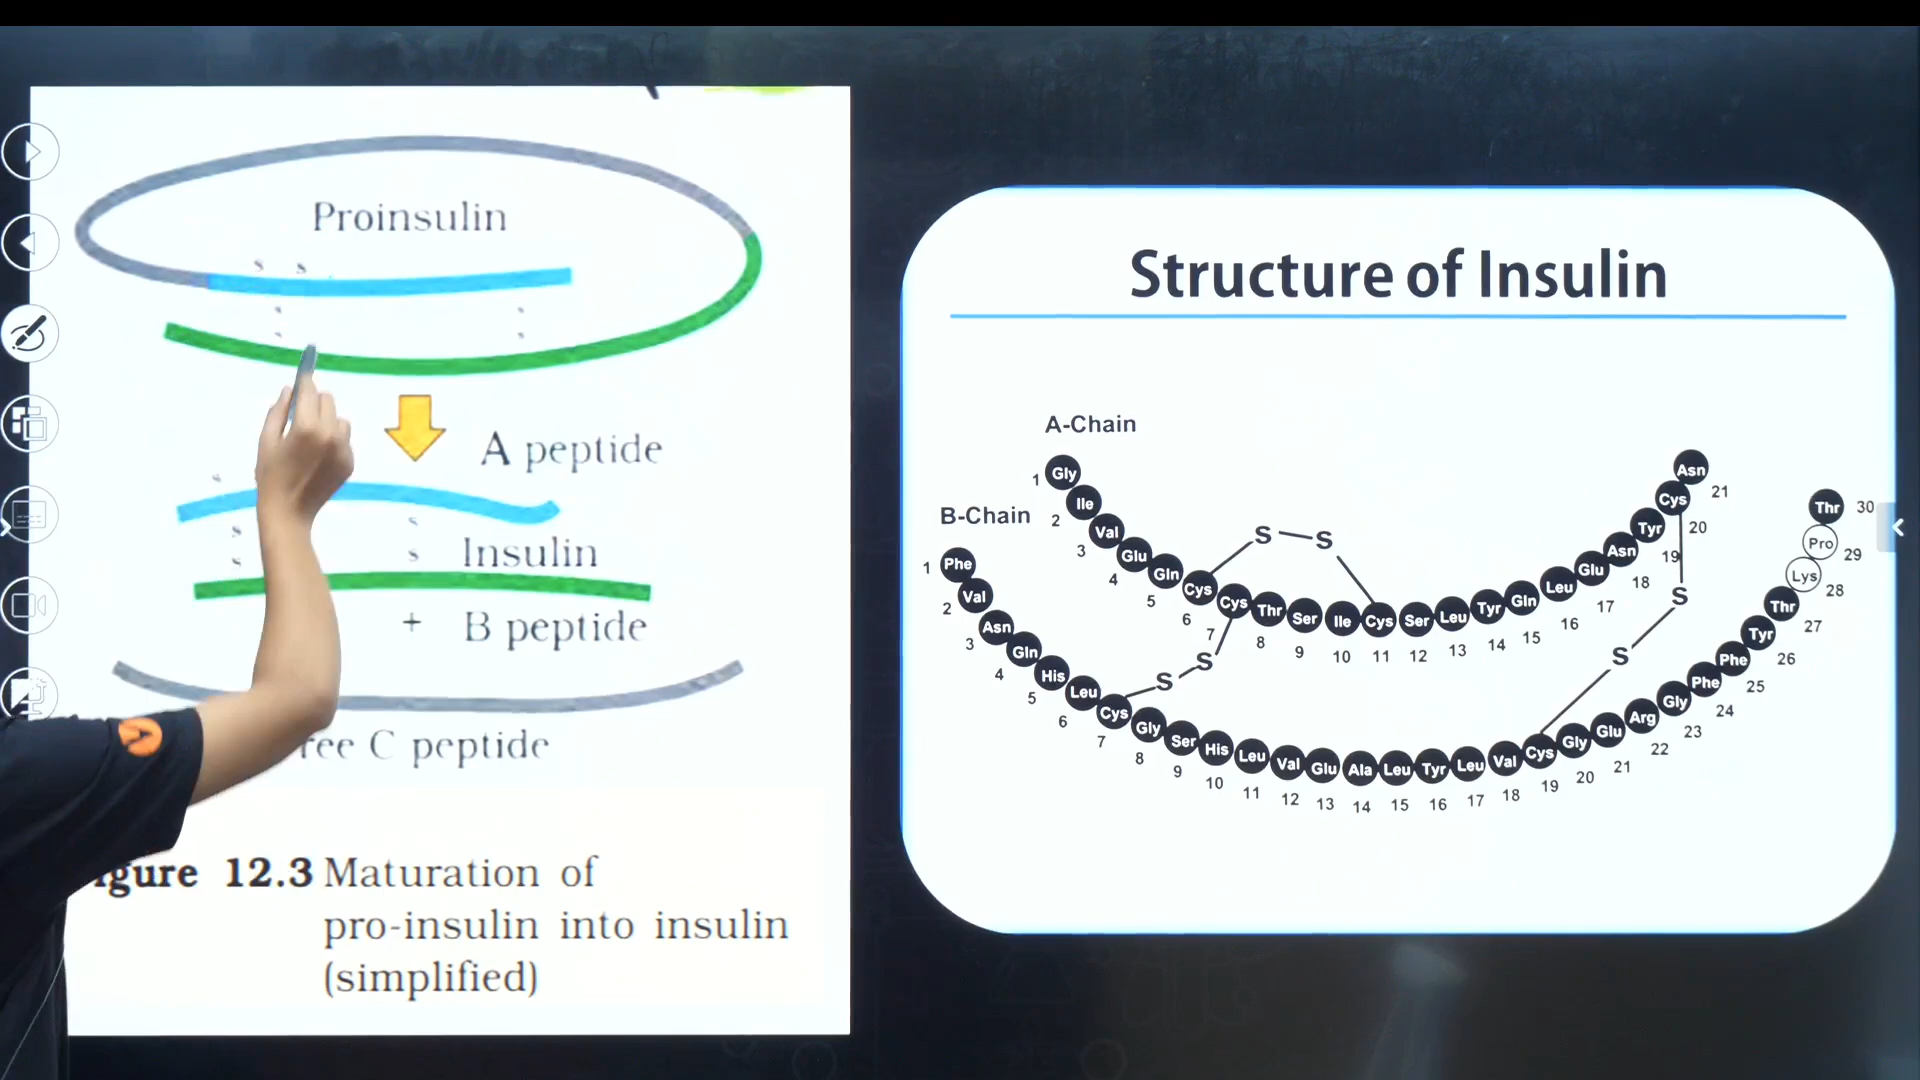 Proinsulin
s s
A peptide
s
s s
s s Insulin
+ B peptide
ree C peptide
igure 12.3 Maturation of
pro-insulin into insulin
(simplified)
Structure of Insulin
A-Chain
1 Gly
2 Ile
3 Val
4 Glu
5 Gln
6 Cys
7 Cys
8 Thr
9 Ser
10 Ile
11 Cys
12 Ser
13 Leu
14 Tyr
15 Gln
16 Leu
17 Glu
18 Asn
19 Tyr
20 Cys
21 Asn
S S
S S
S
S
B-Chain
1 Phe
2 Val
3 Asn
4 Gln
5 His
6 Leu
7 Cys
8 Gly
9 Ser
10 His
11 Leu
12 Val
13 Glu
14 Ala
15 Leu
16 Tyr
17 Leu
18 Val
19 Cys
20 Gly
21 Glu
22 Arg
23 Gly
24 Phe
25 Phe
26 Tyr
27 Thr
28 Lys
29 Pro
30 Thr